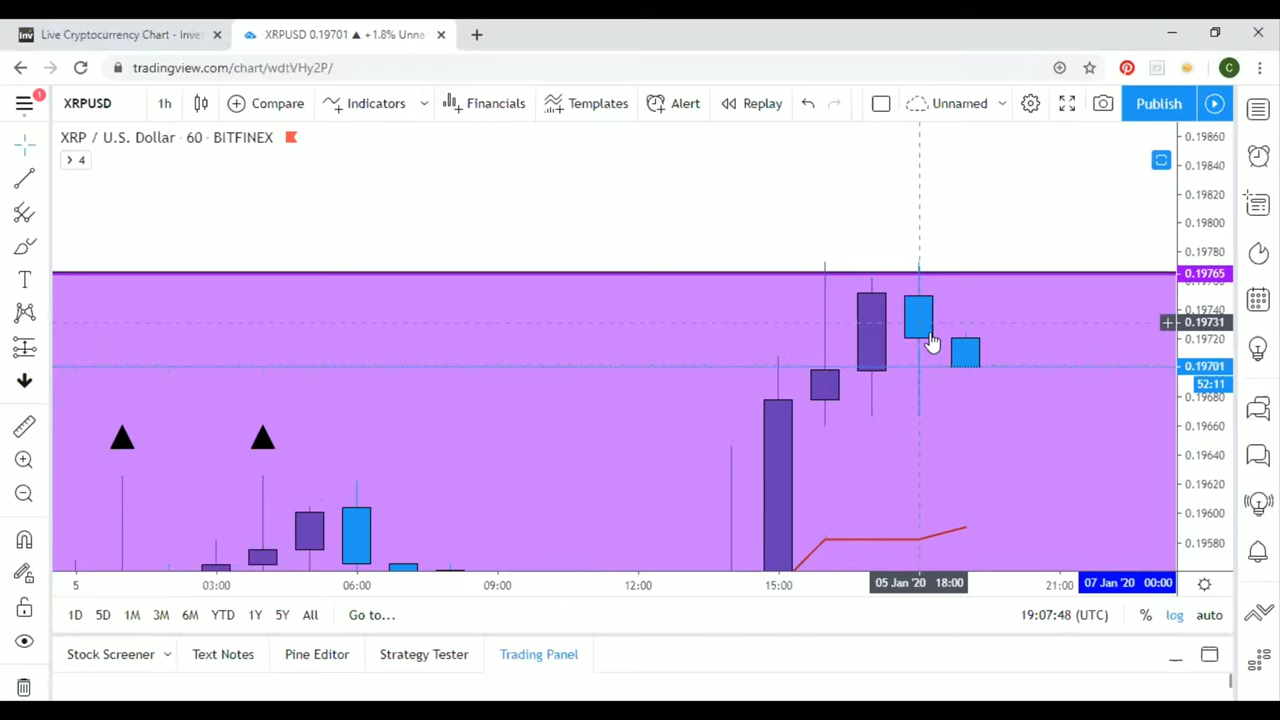 Live Cryptocurrency Chart - Inve
XRPUSD 0.19701 ▲ +1.8% Unna
tradingview.com/chart/wdtVHy2P/
C
1
XRPUSD 1h Compare Indicators Financials Templates Alert Replay Unnamed Publish
XRP / U.S. Dollar · 60 · BITFINEX
4
0.19860
0.19840
0.19820
0.19800
0.19780
0.19765
0.19740
0.19731
0.19720
0.19701
52:11
0.19680
0.19660
0.19640
0.19620
0.19600
0.19580
5 03:00 06:00 09:00 12:00 15:00 05 Jan '20 18:00 21:00 07 Jan '20 00:00
1D 5D 1M 3M 6M YTD 1Y 5Y All Go to... 19:07:48 (UTC) % log auto
Stock Screener Text Notes Pine Editor Strategy Tester Trading Panel